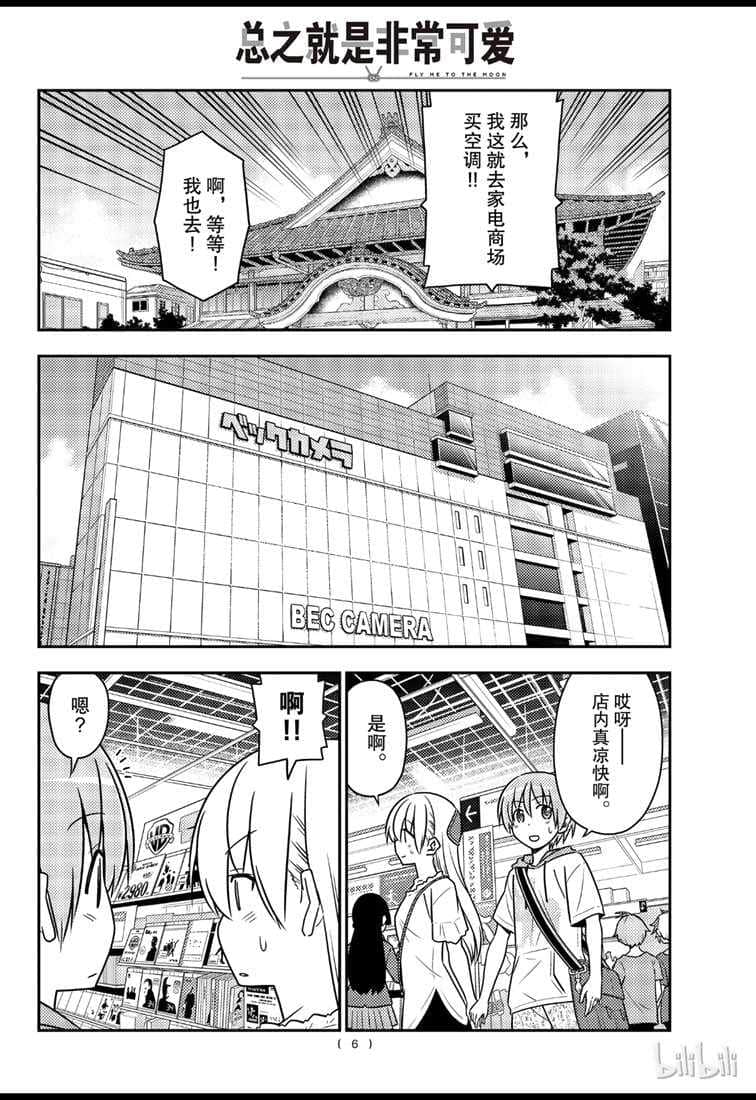 总之就是非常可爱
FLY ME TO THE MOON
那么，
我这就去家电商场
买空调!!
啊，等等！
我也去！
ベックカメラ
BEC CAMERA
哎呀——
店内真凉快啊。
是啊。
啊!!
嗯？
2980
( 6 )
bilibili